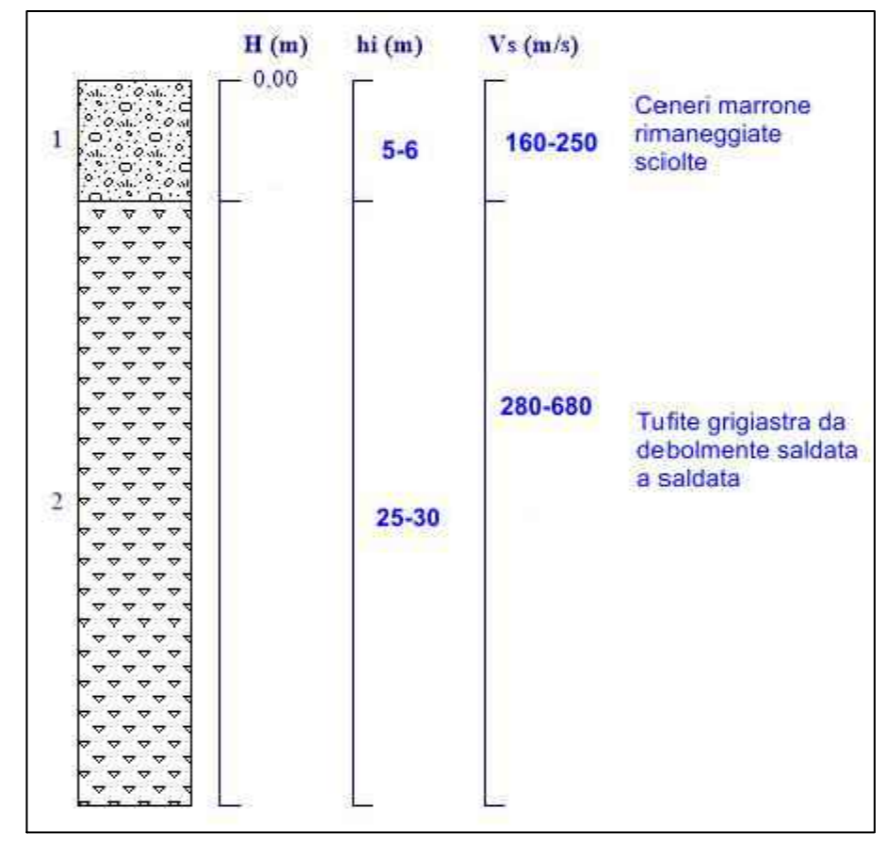 H (m) hi (m) Vs (m/s)
0,00
1
5-6
160-250
Ceneri marrone
rimaneggiate
sciolte
280-680
Tufite grigiastra da
debolmente saldata
a saldata
2
25-30